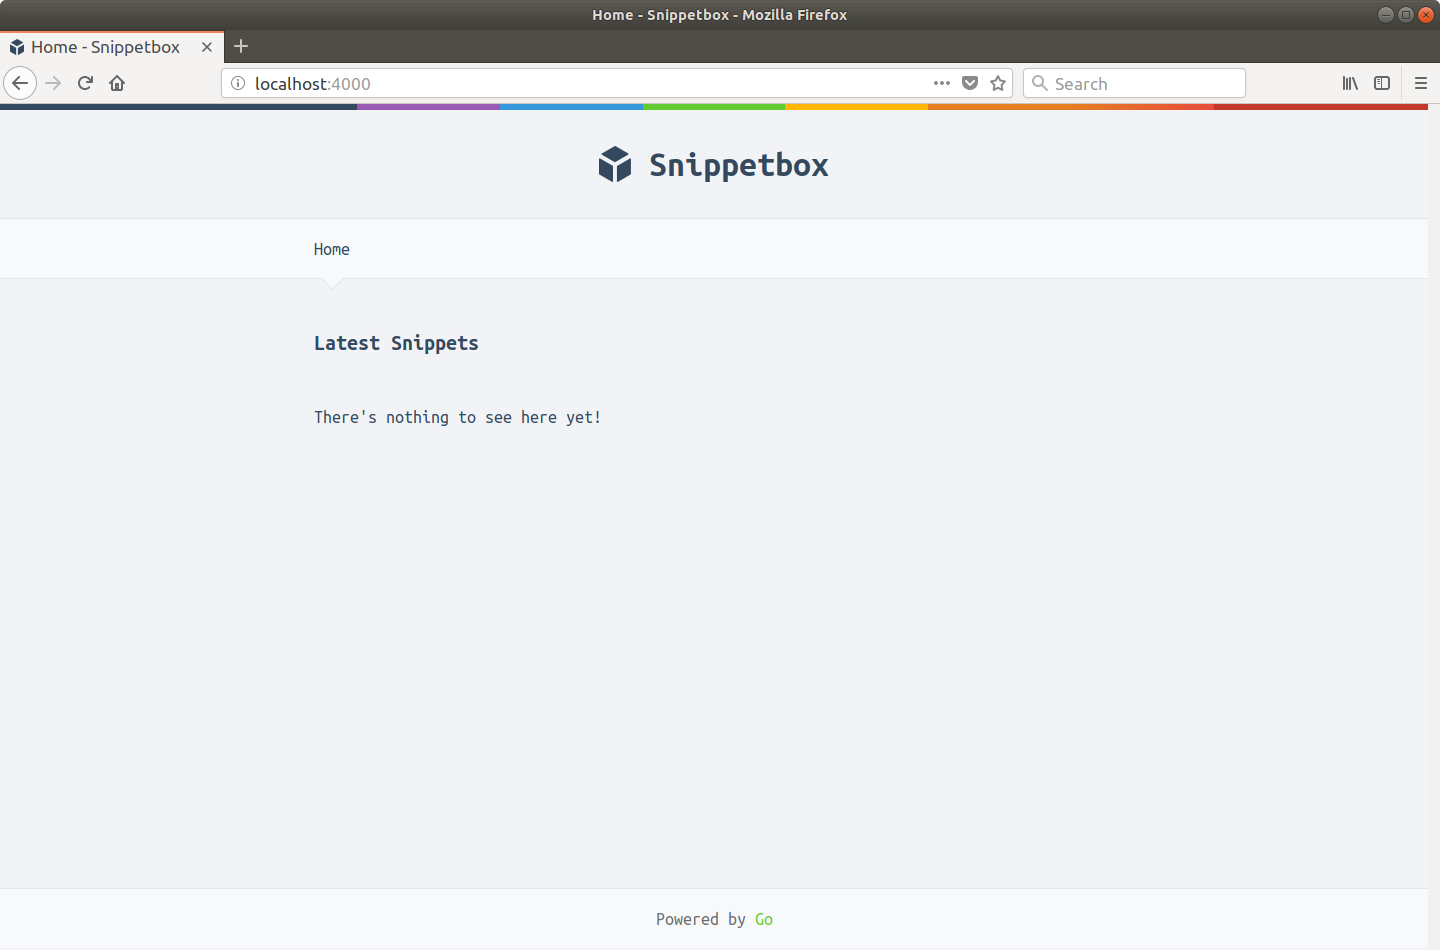 Home - Snippetbox - Mozilla Firefox
Home - Snippetbox
localhost:4000
Search
Snippetbox
Home
Latest Snippets
There's nothing to see here yet!
Powered by Go